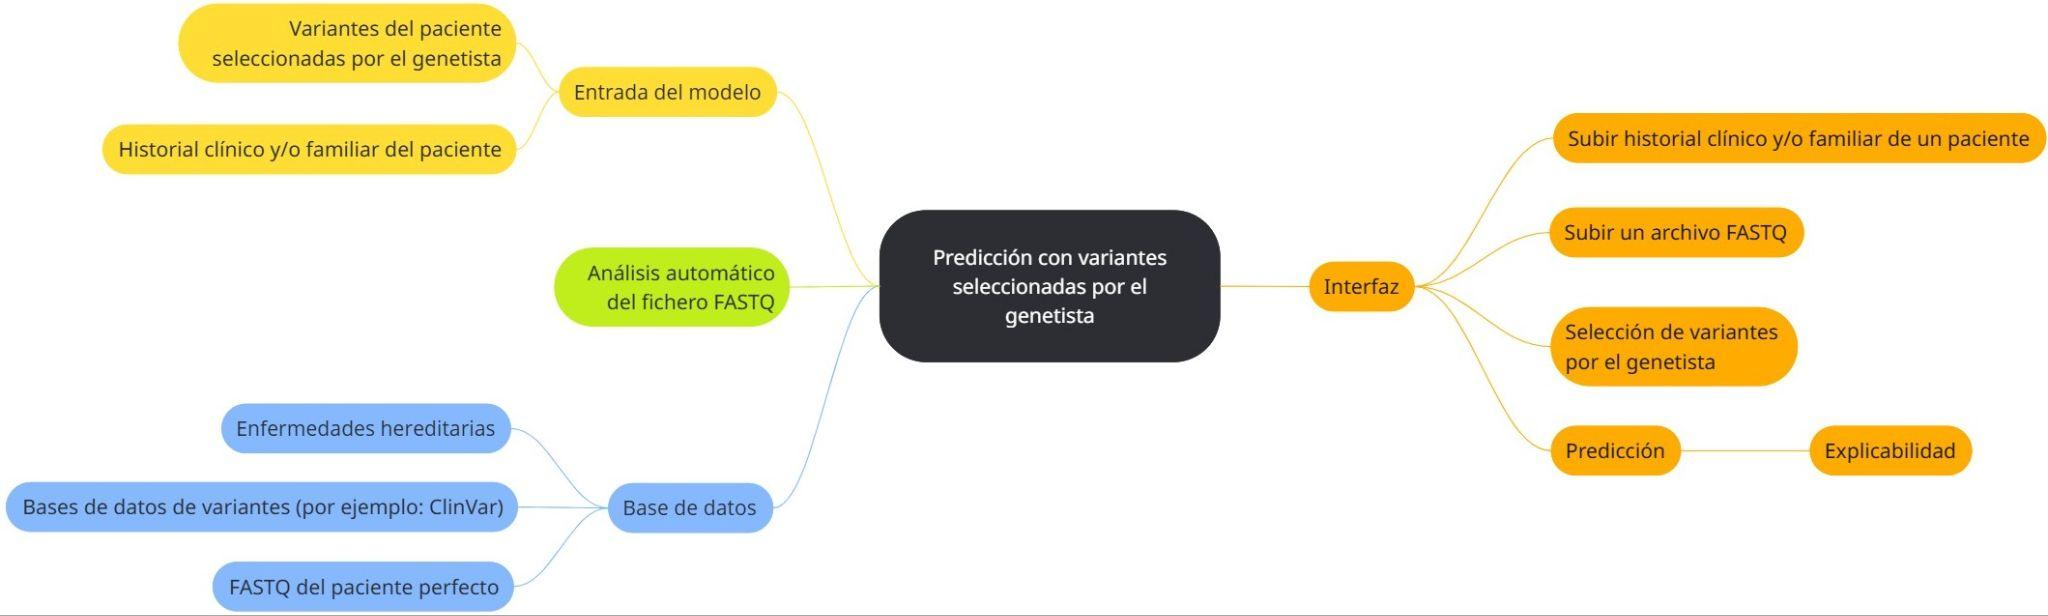 Variantes del paciente
seleccionadas por el genetista
Entrada del modelo
Historial clínico y/o familiar del paciente
Análisis automático
del fichero FASTQ
Enfermedades hereditarias
Bases de datos de variantes (por ejemplo: ClinVar)
Base de datos
FASTQ del paciente perfecto
Predicción con variantes
seleccionadas por el
genetista
Interfaz
Subir historial clínico y/o familiar de un paciente
Subir un archivo FASTQ
Selección de variantes
por el genetista
Predicción
Explicabilidad